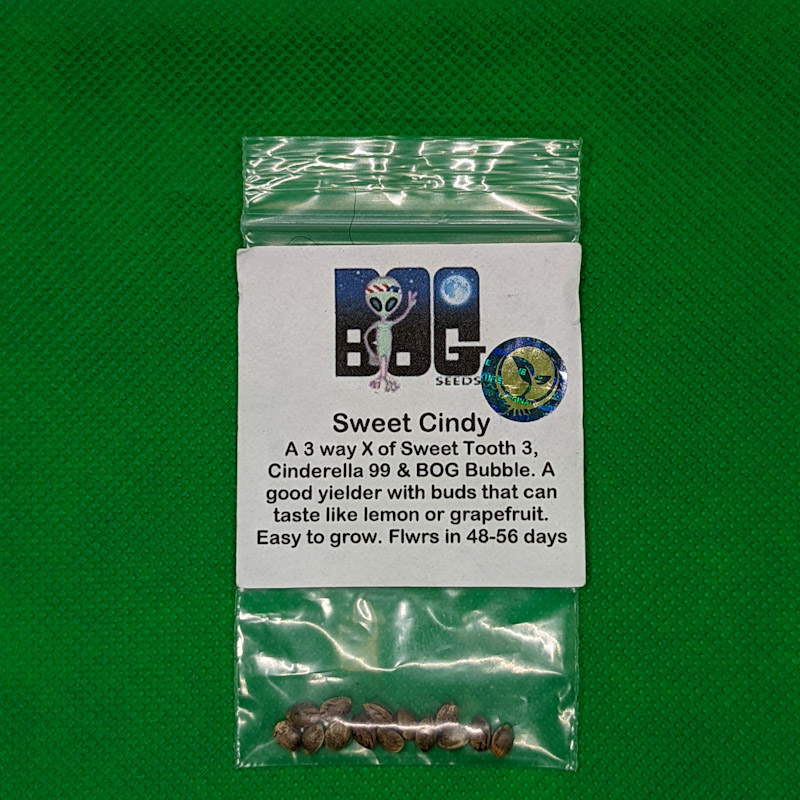 BOG
SEEDS
Sweet Cindy
A 3 way X of Sweet Tooth 3,
Cinderella 99 & BOG Bubble. A
good yielder with buds that can
taste like lemon or grapefruit.
Easy to grow. Flwrs in 48-56 days